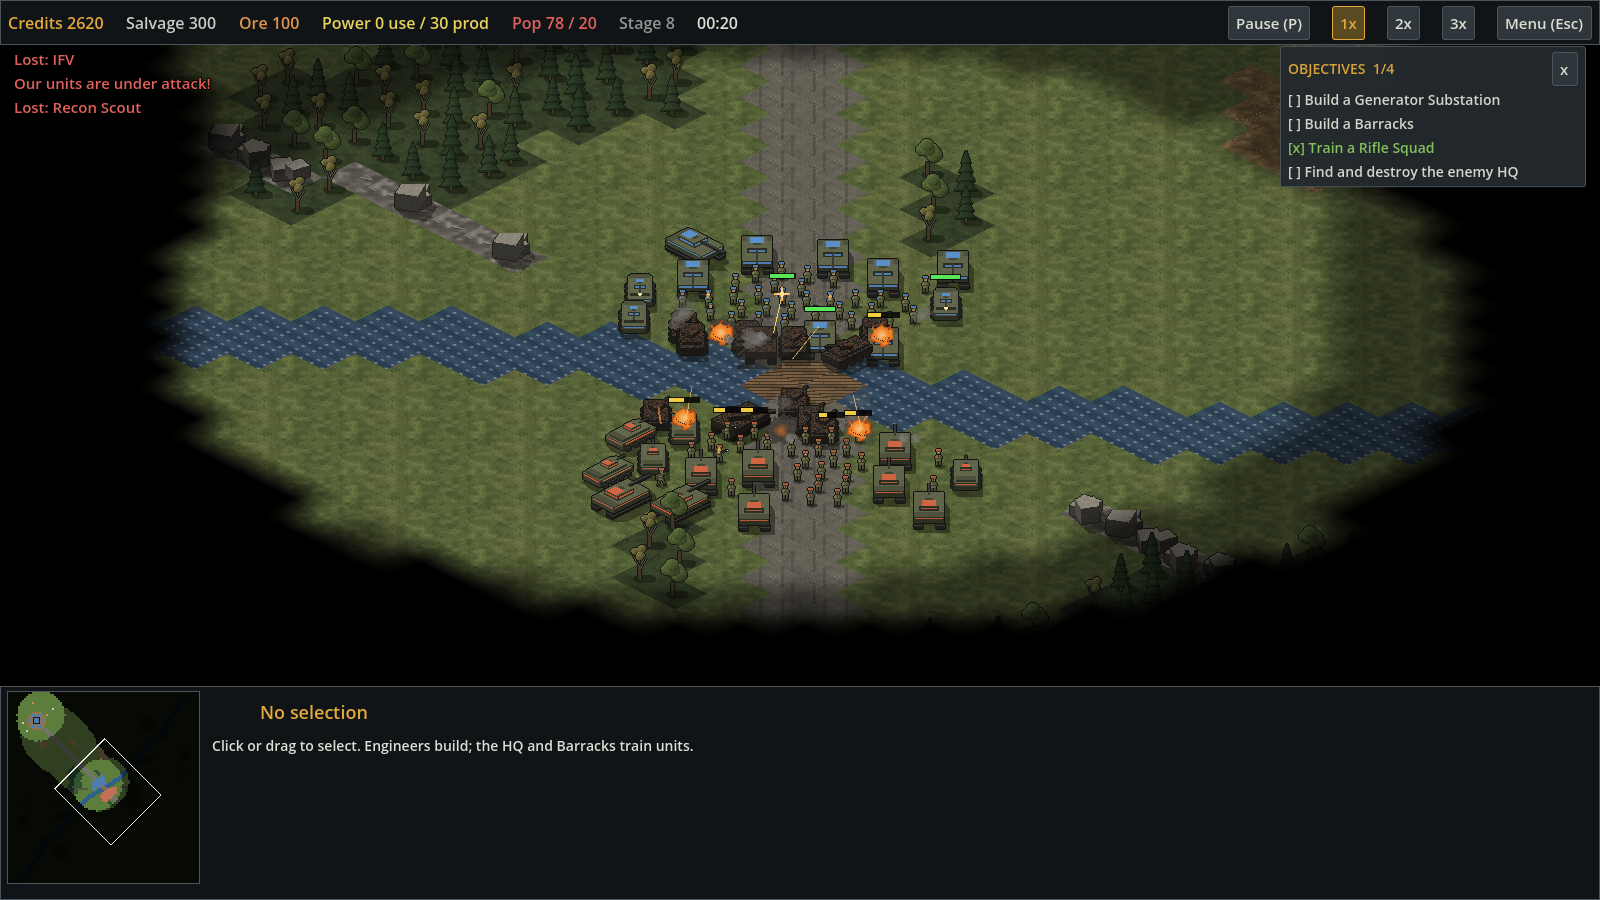 Credits 2620 Salvage 300 Ore 100 Power 0 use / 30 prod Pop 78 / 20 Stage 8 00:20 Pause (P) 1x 2x 3x Menu (Esc)
Lost: IFV
Our units are under attack!
Lost: Recon Scout
OBJECTIVES 1/4 x
[ ] Build a Generator Substation
[ ] Build a Barracks
[x] Train a Rifle Squad
[ ] Find and destroy the enemy HQ
No selection
Click or drag to select. Engineers build; the HQ and Barracks train units.